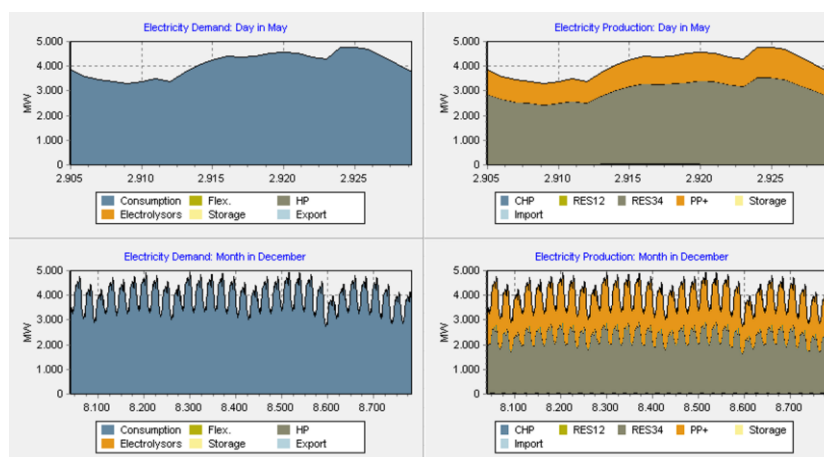 Electricity Demand: Day in May
5.000
4.000
3.000
2.000
1.000
0
MW
2.905 2.910 2.915 2.920 2.925
Consumption Flex. HP
Electrolysors Storage Export
Electricity Production: Day in May
5.000
4.000
3.000
2.000
1.000
0
MW
2.905 2.910 2.915 2.920 2.925
CHP RES12 RES34 PP+ Storage
Import
Electricity Demand: Month in December
5.000
4.000
3.000
2.000
1.000
0
MW
8.100 8.200 8.300 8.400 8.500 8.600 8.700
Consumption Flex. HP
Electrolysors Storage Export
Electricity Production: Month in December
5.000
4.000
3.000
2.000
1.000
0
MW
8.100 8.200 8.300 8.400 8.500 8.600 8.700
CHP RES12 RES34 PP+ Storage
Import